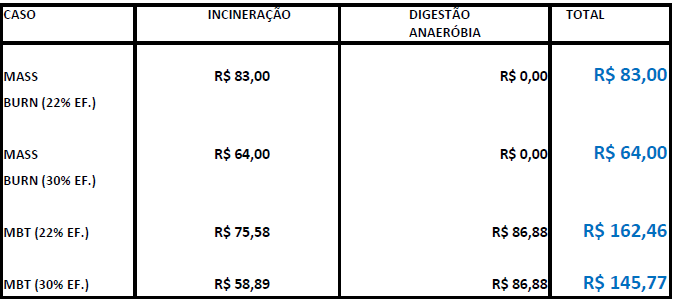 CASO INCINERAÇÃO DIGESTÃO ANAERÓBIA TOTAL
MASS BURN (22% EF.) R$ 83,00 R$ 0,00 R$ 83,00
MASS BURN (30% EF.) R$ 64,00 R$ 0,00 R$ 64,00
MBT (22% EF.) R$ 75,58 R$ 86,88 R$ 162,46
MBT (30% EF.) R$ 58,89 R$ 86,88 R$ 145,77